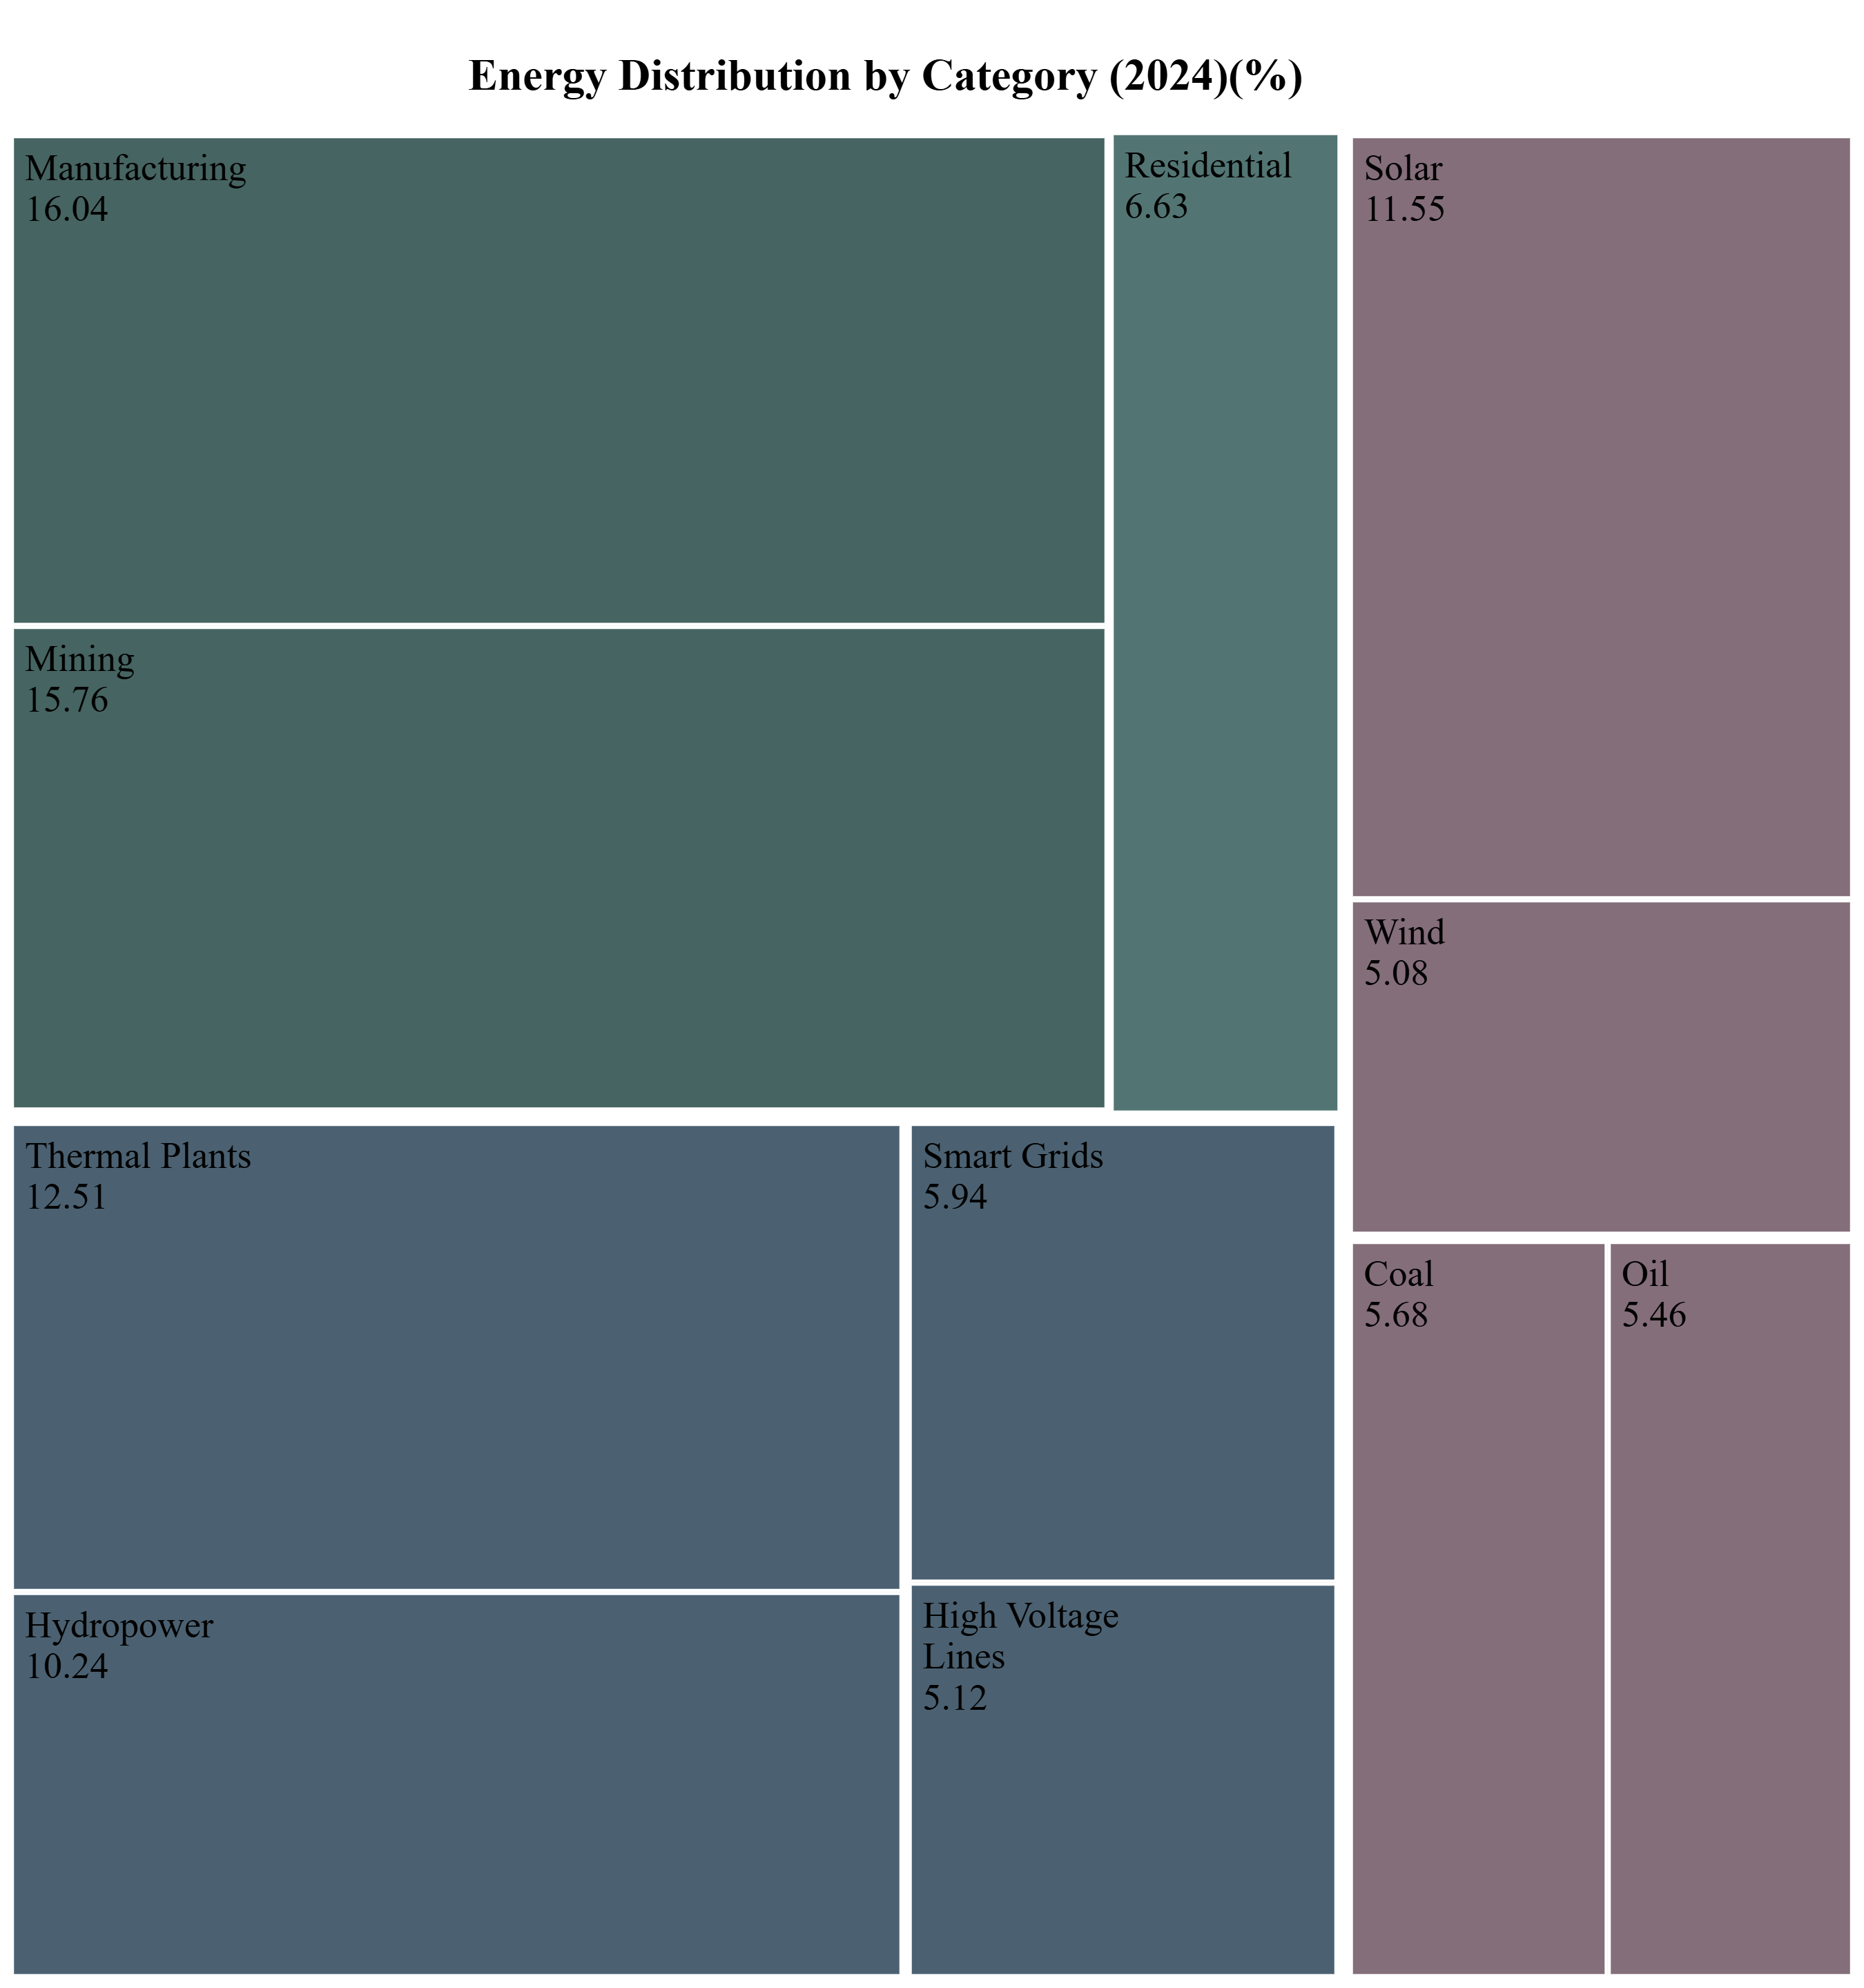 Energy Distribution by Category (2024)(%)
Manufacturing
16.04
Residential
6.63
Solar
11.55
Mining
15.76
Wind
5.08
Thermal Plants
12.51
Smart Grids
5.94
Coal
5.68
Oil
5.46
Hydropower
10.24
High Voltage
Lines
5.12